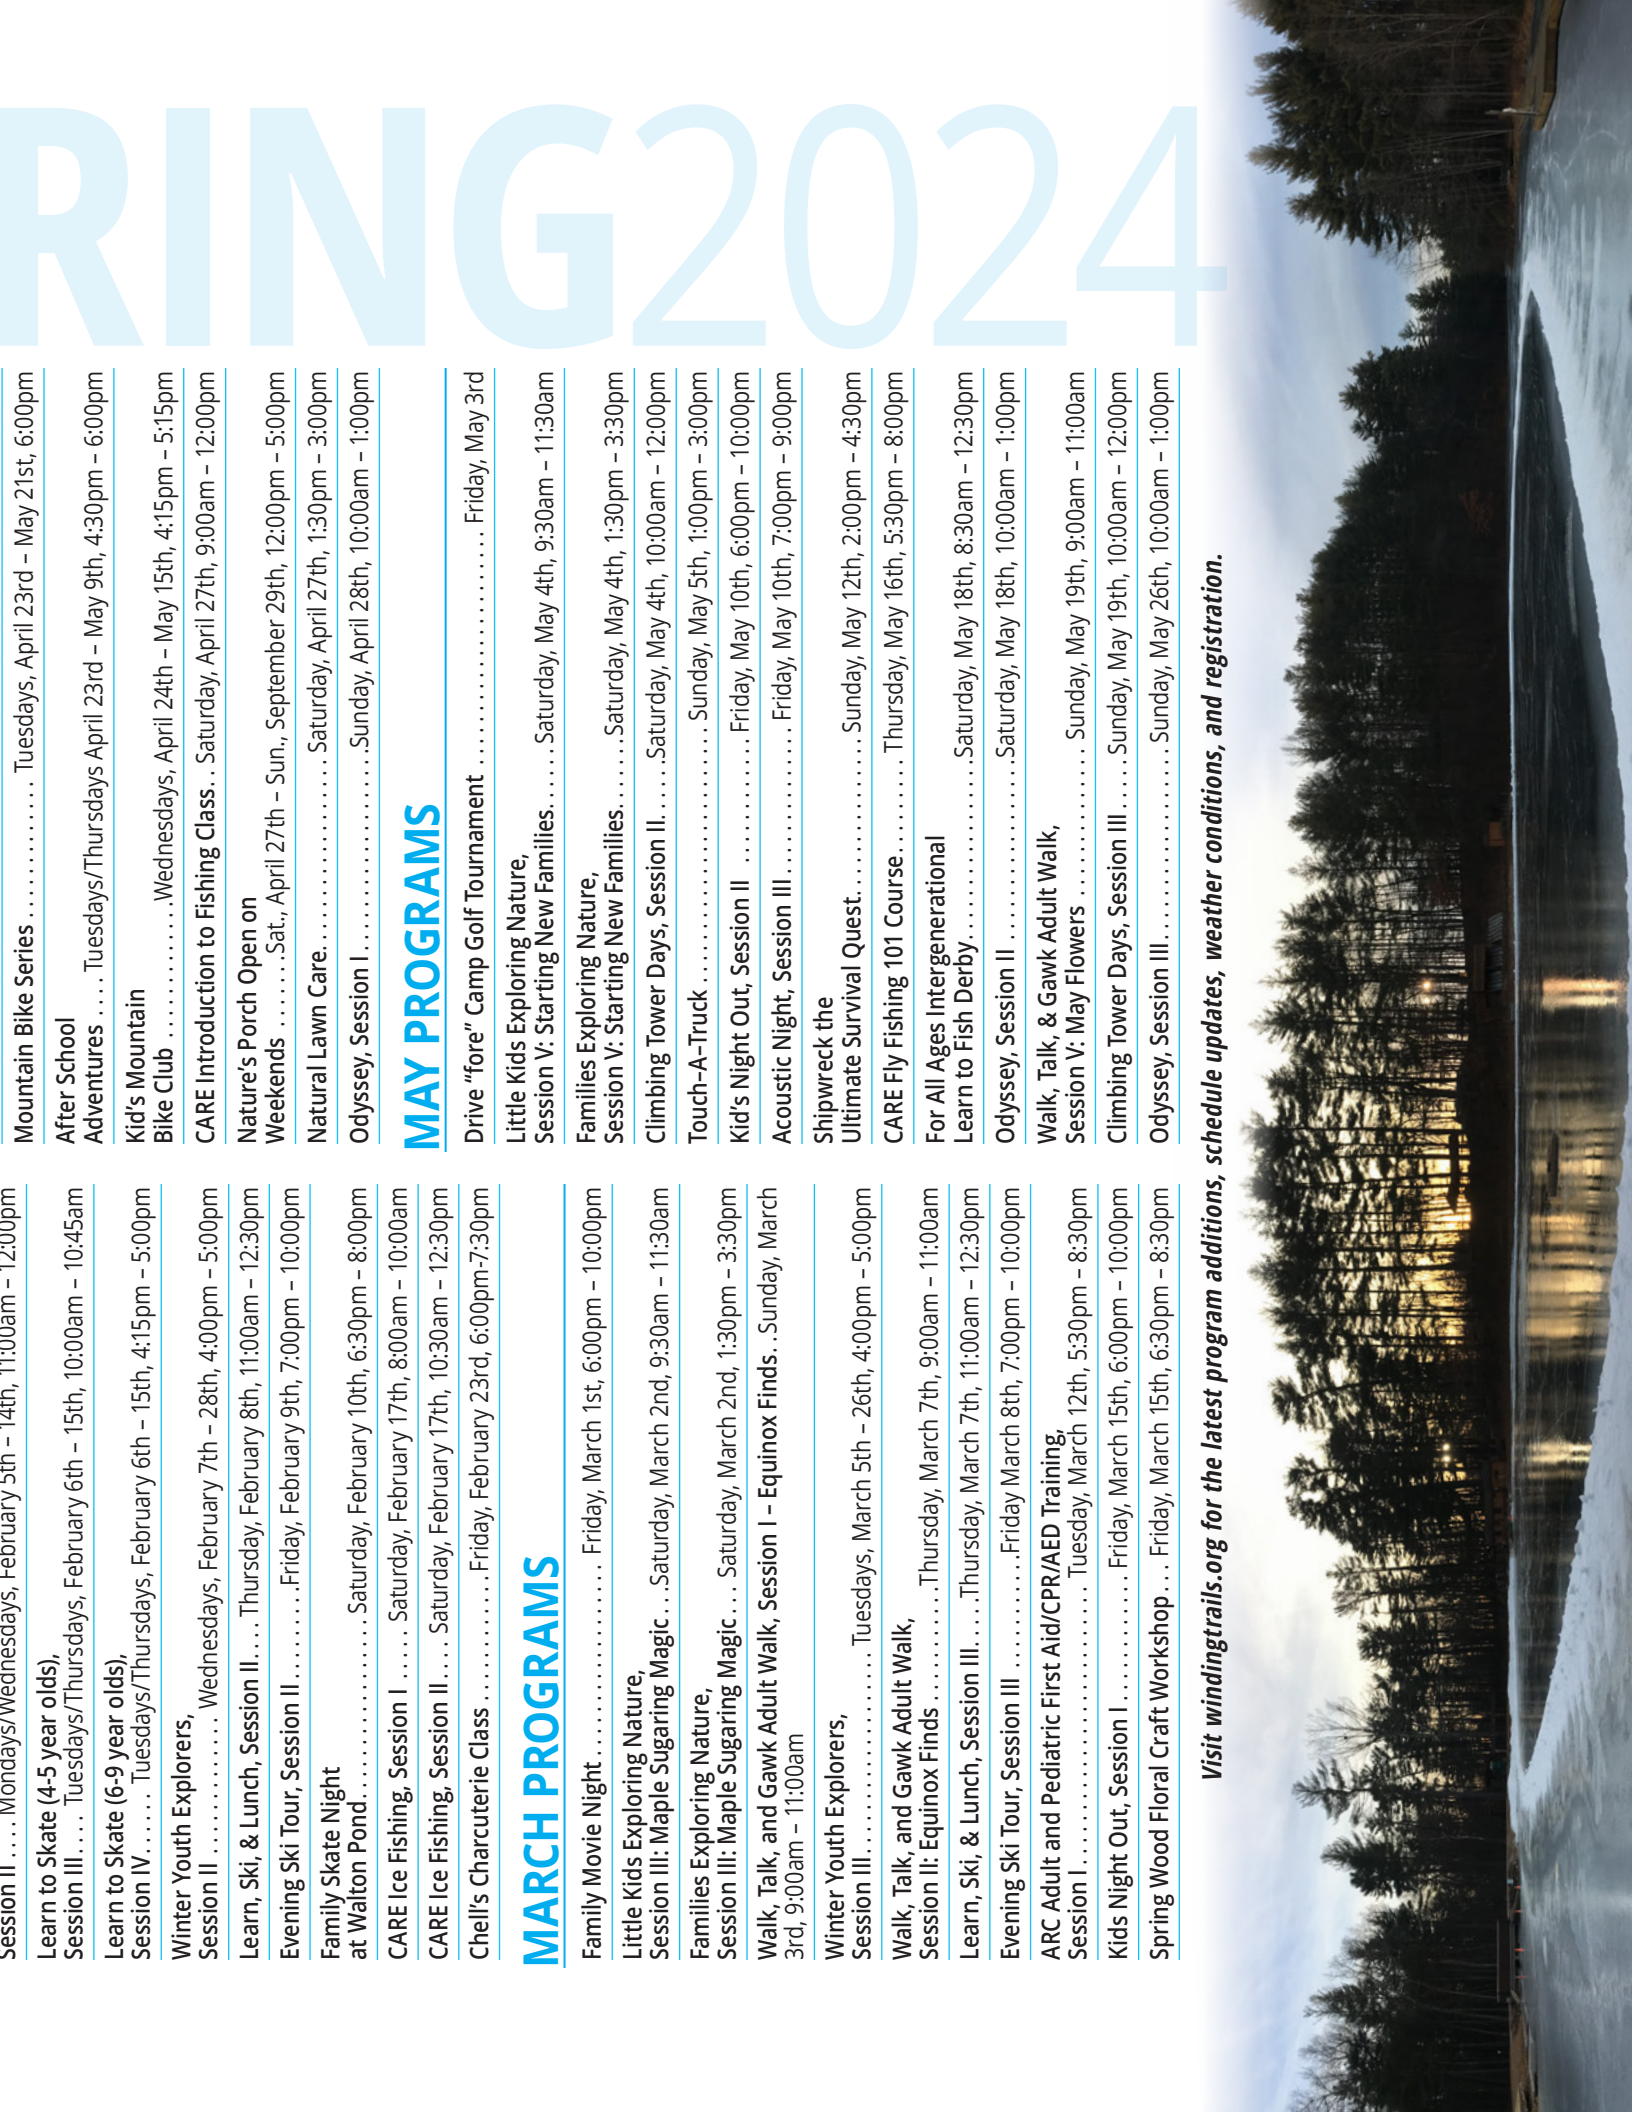 RING2024
Session II . . . . Mondays/Wednesdays, February 5th – 14th, 11:00am – 12:00pm
Learn to Skate (4-5 year olds),
Session III. . . . Tuesdays/Thursdays, February 6th – 15th, 10:00am – 10:45am
Learn to Skate (6-9 year olds),
Session IV. . . . . Tuesdays/Thursdays, February 6th – 15th, 4:15pm – 5:00pm
Winter Youth Explorers,
Session II . . . . . . . . . . . . Wednesdays, February 7th – 28th, 4:00pm – 5:00pm
Learn, Ski, & Lunch, Session II. . . . Thursday, February 8th, 11:00am – 12:30pm
Evening Ski Tour, Session II . . . . . . . .Friday, February 9th, 7:00pm – 10:00pm
Family Skate Night
at Walton Pond. . . . . . . . . . . . . . . . . . Saturday, February 10th, 6:30pm – 8:00pm
CARE Ice Fishing, Session I . . . . . Saturday, February 17th, 8:00am – 10:00am
CARE Ice Fishing, Session II. . . . Saturday, February 17th, 10:30am – 12:30pm
Chell’s Charcuterie Class . . . . . . . . . . . .Friday, February 23rd, 6:00pm-7:30pm
MARCH PROGRAMS
Family Movie Night. . . . . . . . . . . . . . . . . Friday, March 1st, 6:00pm – 10:00pm
Little Kids Exploring Nature,
Session III: Maple Sugaring Magic . . .Saturday, March 2nd, 9:30am – 11:30am
Families Exploring Nature,
Session III: Maple Sugaring Magic . . . Saturday, March 2nd, 1:30pm – 3:30pm
Walk, Talk, and Gawk Adult Walk, Session I – Equinox Finds. . Sunday, March
3rd, 9:00am – 11:00am
Winter Youth Explorers,
Session III. . . . . . . . . . . . . . . . . . Tuesdays, March 5th – 26th, 4:00pm – 5:00pm
Walk, Talk, and Gawk Adult Walk,
Session II: Equinox Finds . . . . . . . . . .Thursday, March 7th, 9:00am – 11:00am
Learn, Ski, & Lunch, Session III. . . . .Thursday, March 7th, 11:00am – 12:30pm
Evening Ski Tour, Session III . . . . . . . . . .Friday March 8th, 7:00pm – 10:00pm
ARC Adult and Pediatric First Aid/CPR/AED Training,
Session I . . . . . . . . . . . . . . . . . . . . . . . . Tuesday, March 12th, 5:30pm – 8:30pm
Kids Night Out, Session I . . . . . . . . . . . Friday, March 15th, 6:00pm – 10:00pm
Spring Wood Floral Craft Workshop . . . Friday, March 15th, 6:30pm – 8:30pm
Mountain Bike Series . . . . . . . . . . . . Tuesdays, April 23rd – May 21st, 6:00pm
After School
Adventures . . . . Tuesdays/Thursdays April 23rd – May 9th, 4:30pm – 6:00pm
Kid’s Mountain
Bike Club . . . . . . . . . . . .Wednesdays, April 24th – May 15th, 4:15pm – 5:15pm
CARE Introduction to Fishing Class. . Saturday, April 27th, 9:00am – 12:00pm
Nature’s Porch Open on
Weekends . . . . . . .Sat., April 27th – Sun., September 29th, 12:00pm – 5:00pm
Natural Lawn Care. . . . . . . . . . . . . . . . . . Saturday, April 27th, 1:30pm – 3:00pm
Odyssey, Session I. . . . . . . . . . . . . . . . . .Sunday, April 28th, 10:00am – 1:00pm
MAY PROGRAMS
Drive “fore” Camp Golf Tournament . . . . . . . . . . . . . . . . . . . . . Friday, May 3rd
Little Kids Exploring Nature,
Session V: Starting New Families. . . . . . Saturday, May 4th, 9:30am – 11:30am
Families Exploring Nature,
Session V: Starting New Families. . . . . . .Saturday, May 4th, 1:30pm – 3:30pm
Climbing Tower Days, Session II. . . . . Saturday, May 4th, 10:00am – 12:00pm
Touch–A–Truck . . . . . . . . . . . . . . . . . . . . . . . Sunday, May 5th, 1:00pm – 3:00pm
Kid’s Night Out, Session II . . . . . . . . . . . Friday, May 10th, 6:00pm – 10:00pm
Acoustic Night, Session III. . . . . . . . . . . . . Friday, May 10th, 7:00pm – 9:00pm
Shipwreck the
Ultimate Survival Quest. . . . . . . . . . . . . . Sunday, May 12th, 2:00pm – 4:30pm
CARE Fly Fishing 101 Course . . . . . . . . Thursday, May 16th, 5:30pm – 8:00pm
For All Ages Intergenerational
Learn to Fish Derby. . . . . . . . . . . . . . . .Saturday, May 18th, 8:30am – 12:30pm
Odyssey, Session II . . . . . . . . . . . . . . . . .Saturday, May 18th, 10:00am – 1:00pm
Walk, Talk, & Gawk Adult Walk,
Session V: May Flowers . . . . . . . . . . . . . . Sunday, May 19th, 9:00am – 11:00am
Climbing Tower Days, Session III. . . . .Sunday, May 19th, 10:00am – 12:00pm
Odyssey, Session III. . . . . . . . . . . . . . . . . . Sunday, May 26th, 10:00am – 1:00pm
Visit windingtrails.org for the latest program additions, schedule updates, weather conditions, and registration.